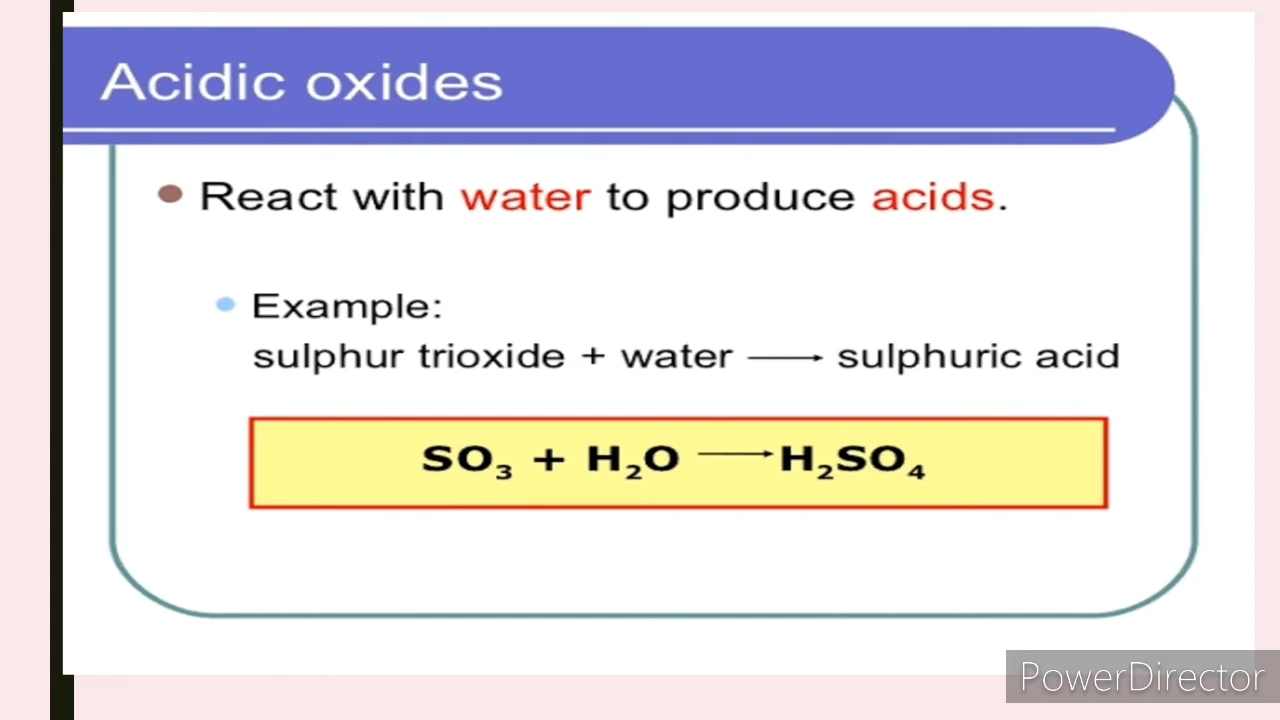 Acidic oxides
React with water to produce acids.
Example:
sulphur trioxide + water ⟶ sulphuric acid
SO₃ + H₂O ⟶ H₂SO₄
PowerDirector